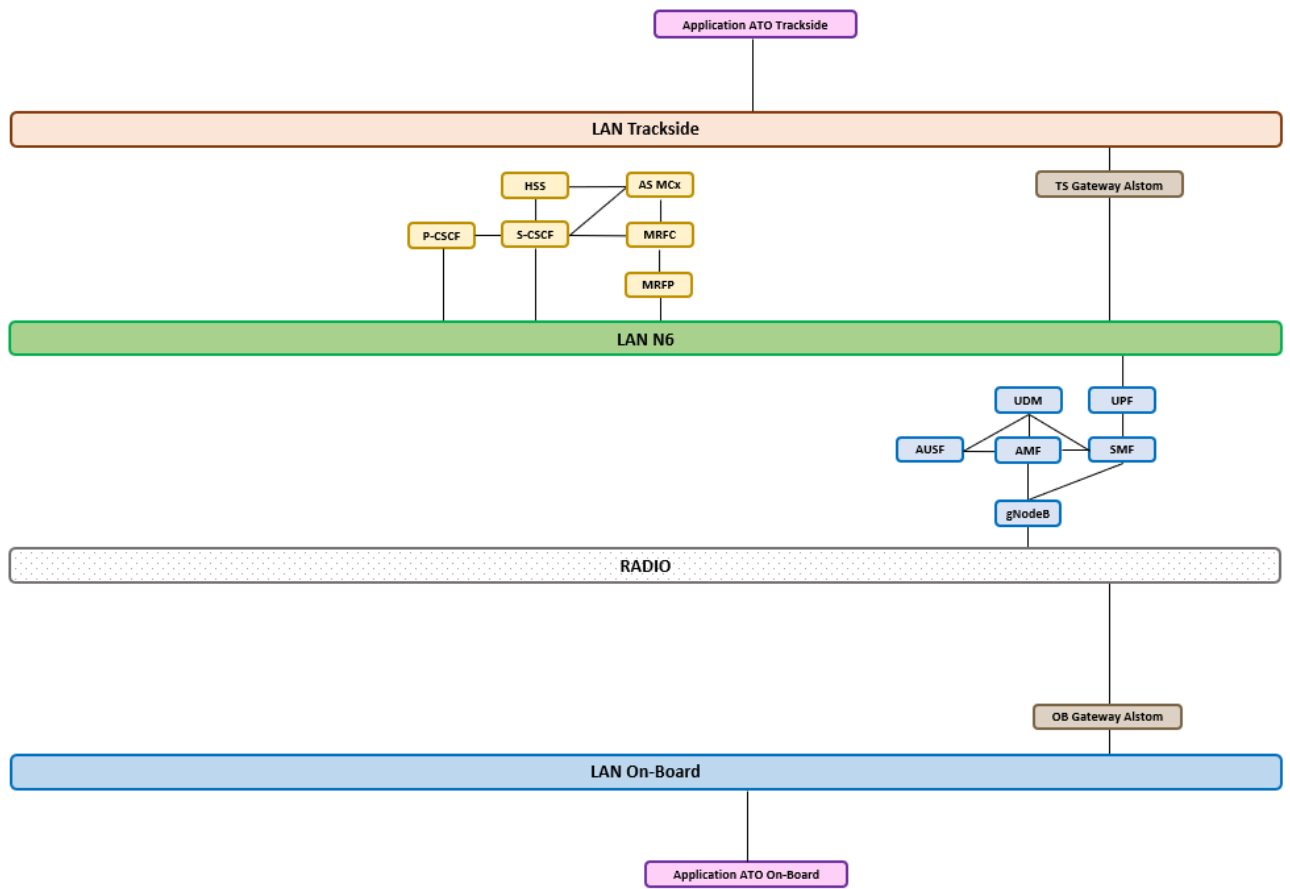 Application ATO Trackside
LAN Trackside
HSS
AS MCx
TS Gateway Alstom
P-CSCF
S-CSCF
MRFC
MRFP
LAN N6
UDM
UPF
AUSF
AMF
SMF
gNodeB
RADIO
OB Gateway Alstom
LAN On-Board
Application ATO On-Board